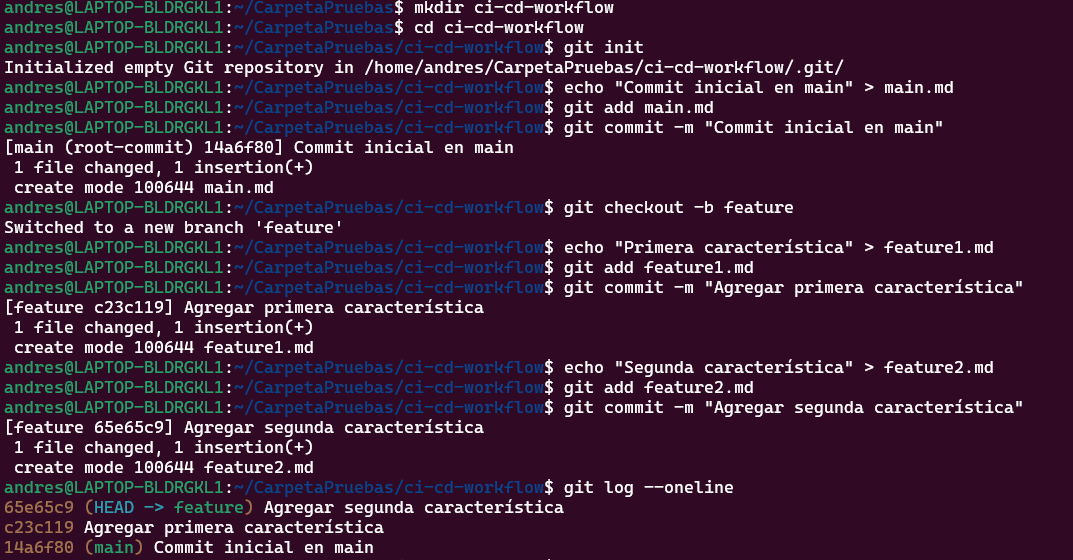 andres@LAPTOP-BLDRGKL1:~/CarpetaPruebas$ mkdir ci-cd-workflow
andres@LAPTOP-BLDRGKL1:~/CarpetaPruebas$ cd ci-cd-workflow
andres@LAPTOP-BLDRGKL1:~/CarpetaPruebas/ci-cd-workflow$ git init
Initialized empty Git repository in /home/andres/CarpetaPruebas/ci-cd-workflow/.git/
andres@LAPTOP-BLDRGKL1:~/CarpetaPruebas/ci-cd-workflow$ echo "Commit inicial en main" > main.md
andres@LAPTOP-BLDRGKL1:~/CarpetaPruebas/ci-cd-workflow$ git add main.md
andres@LAPTOP-BLDRGKL1:~/CarpetaPruebas/ci-cd-workflow$ git commit -m "Commit inicial en main"
[main (root-commit) 14a6f80] Commit inicial en main
 1 file changed, 1 insertion(+)
 create mode 100644 main.md
andres@LAPTOP-BLDRGKL1:~/CarpetaPruebas/ci-cd-workflow$ git checkout -b feature
Switched to a new branch 'feature'
andres@LAPTOP-BLDRGKL1:~/CarpetaPruebas/ci-cd-workflow$ echo "Primera característica" > feature1.md
andres@LAPTOP-BLDRGKL1:~/CarpetaPruebas/ci-cd-workflow$ git add feature1.md
andres@LAPTOP-BLDRGKL1:~/CarpetaPruebas/ci-cd-workflow$ git commit -m "Agregar primera característica"
[feature c23c119] Agregar primera característica
 1 file changed, 1 insertion(+)
 create mode 100644 feature1.md
andres@LAPTOP-BLDRGKL1:~/CarpetaPruebas/ci-cd-workflow$ echo "Segunda característica" > feature2.md
andres@LAPTOP-BLDRGKL1:~/CarpetaPruebas/ci-cd-workflow$ git add feature2.md
andres@LAPTOP-BLDRGKL1:~/CarpetaPruebas/ci-cd-workflow$ git commit -m "Agregar segunda característica"
[feature 65e65c9] Agregar segunda característica
 1 file changed, 1 insertion(+)
 create mode 100644 feature2.md
andres@LAPTOP-BLDRGKL1:~/CarpetaPruebas/ci-cd-workflow$ git log --oneline
65e65c9 (HEAD -> feature) Agregar segunda característica
c23c119 Agregar primera característica
14a6f80 (main) Commit inicial en main